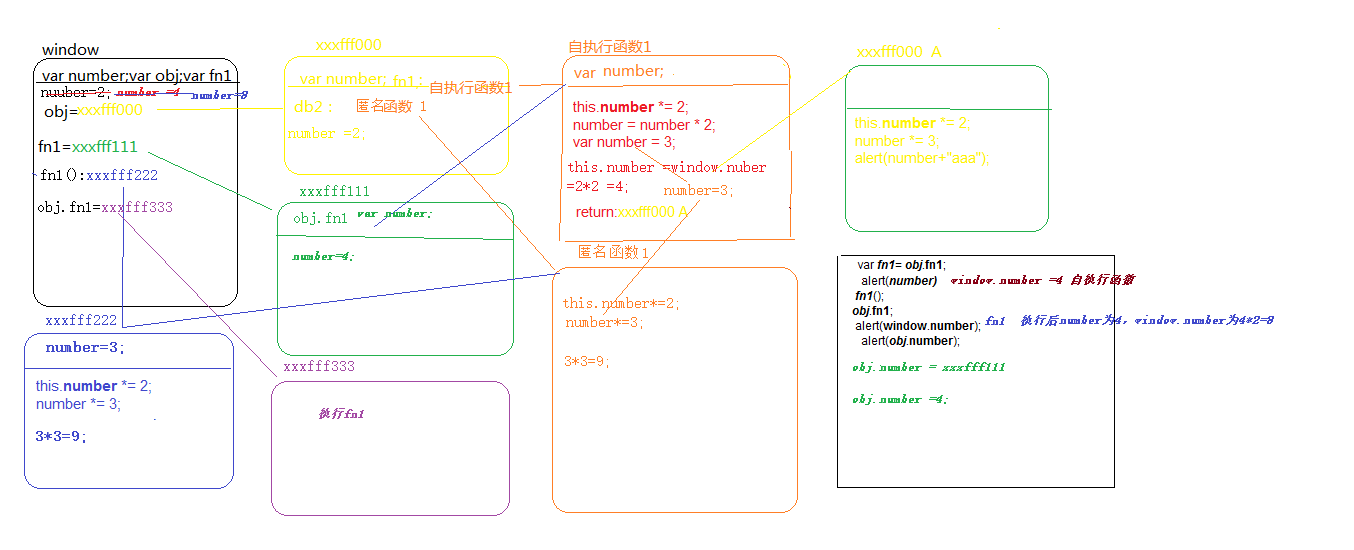 window
var number;var obj;var fn1
nuuber=2; number =4 number=8
obj=xxxfff000
fn1=xxxfff111
fn1():xxxfff222
obj.fn1=xxxfff333
xxxfff000
var number; fn1; 自执行函数1
db2： 匿名函数 1
number =2;
xxxfff111
obj.fn1 var number;
number=4;
xxxfff222
number=3;
this.number *= 2;
number *= 3;
3*3=9;
xxxfff333
执行fn1
自执行函数1
var number;
this.number *= 2;
number = number * 2;
var number = 3;
this.number =window.nuber
=2*2 =4;
number=3;
return:xxxfff000 A
匿名函数1
this.number*=2;
number*=3;
3*3=9;
xxxfff000 A
this.number *= 2;
number *= 3;
alert(number+"aaa");
var fn1= obj.fn1;
alert(number) window.number =4 自执行函数
fn1();
obj.fn1;
alert(window.number); fn1 执行后number为4，window.number为4*2=8
alert(obj.number);
obj.number = xxxfff111
obj.number =4;